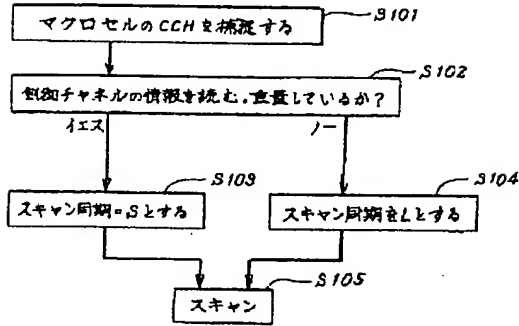 マクロセルのCCHを捕捉する
S101
制御チャネルの情報を読む。重畳しているか?
S102
イエス
ノー
スキャン周期=Sとする
S103
スキャン周期をLとする
S104
スキャン
S105